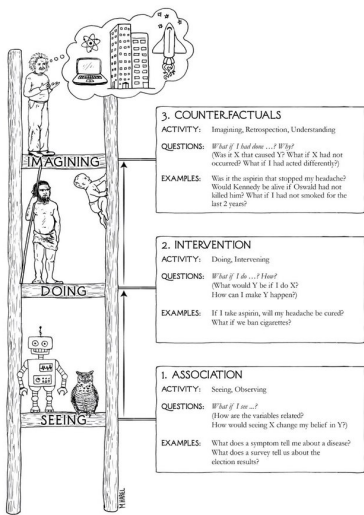 3. COUNTERFACTUALS
ACTIVITY: Imagining, Retrospection, Understanding
QUESTIONS: What if I had done …? Why?
(Was it X that caused Y? What if X had not
occurred? What if I had acted differently?)
EXAMPLES: Was it the aspirin that stopped my headache?
Would Kennedy be alive if Oswald had not
killed him? What if I had not smoked for the
last 2 years?
IMAGINING
2. INTERVENTION
ACTIVITY: Doing, Intervening
QUESTIONS: What if I do …? How?
(What would Y be if I do X?
How can I make Y happen?)
EXAMPLES: If I take aspirin, will my headache be cured?
What if we ban cigarettes?
DOING
1. ASSOCIATION
ACTIVITY: Seeing, Observing
QUESTIONS: What if I see ...?
(How are the variables related?
How would seeing X change my belief in Y?)
EXAMPLES: What does a symptom tell me about a disease?
What does a survey tell us about the
election results?
SEEING